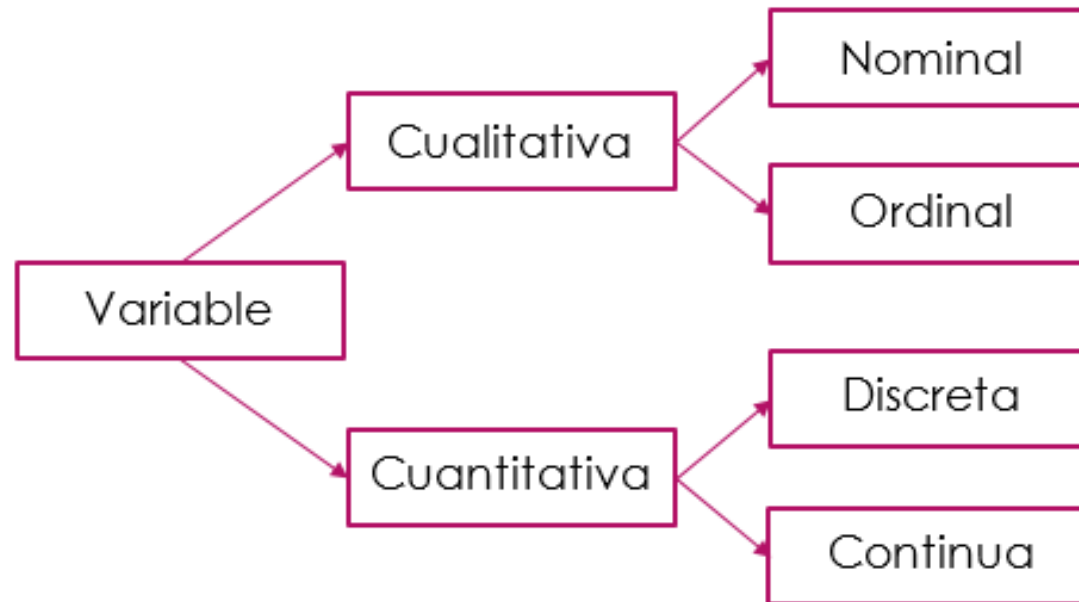 Variable
Cualitativa
Nominal
Ordinal
Cuantitativa
Discreta
Continua